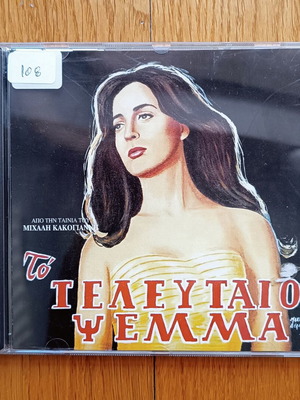 108
ΑΠΟ ΤΗΝ ΤΑΙΝΙΑ ΤΟΥ
ΜΙΧΑΛΗ ΚΑΚΟΓΙΑΝΝΗ
Τό
ΤΕΛΕΥΤΑΙΟ
ΨΕΜΜΑ